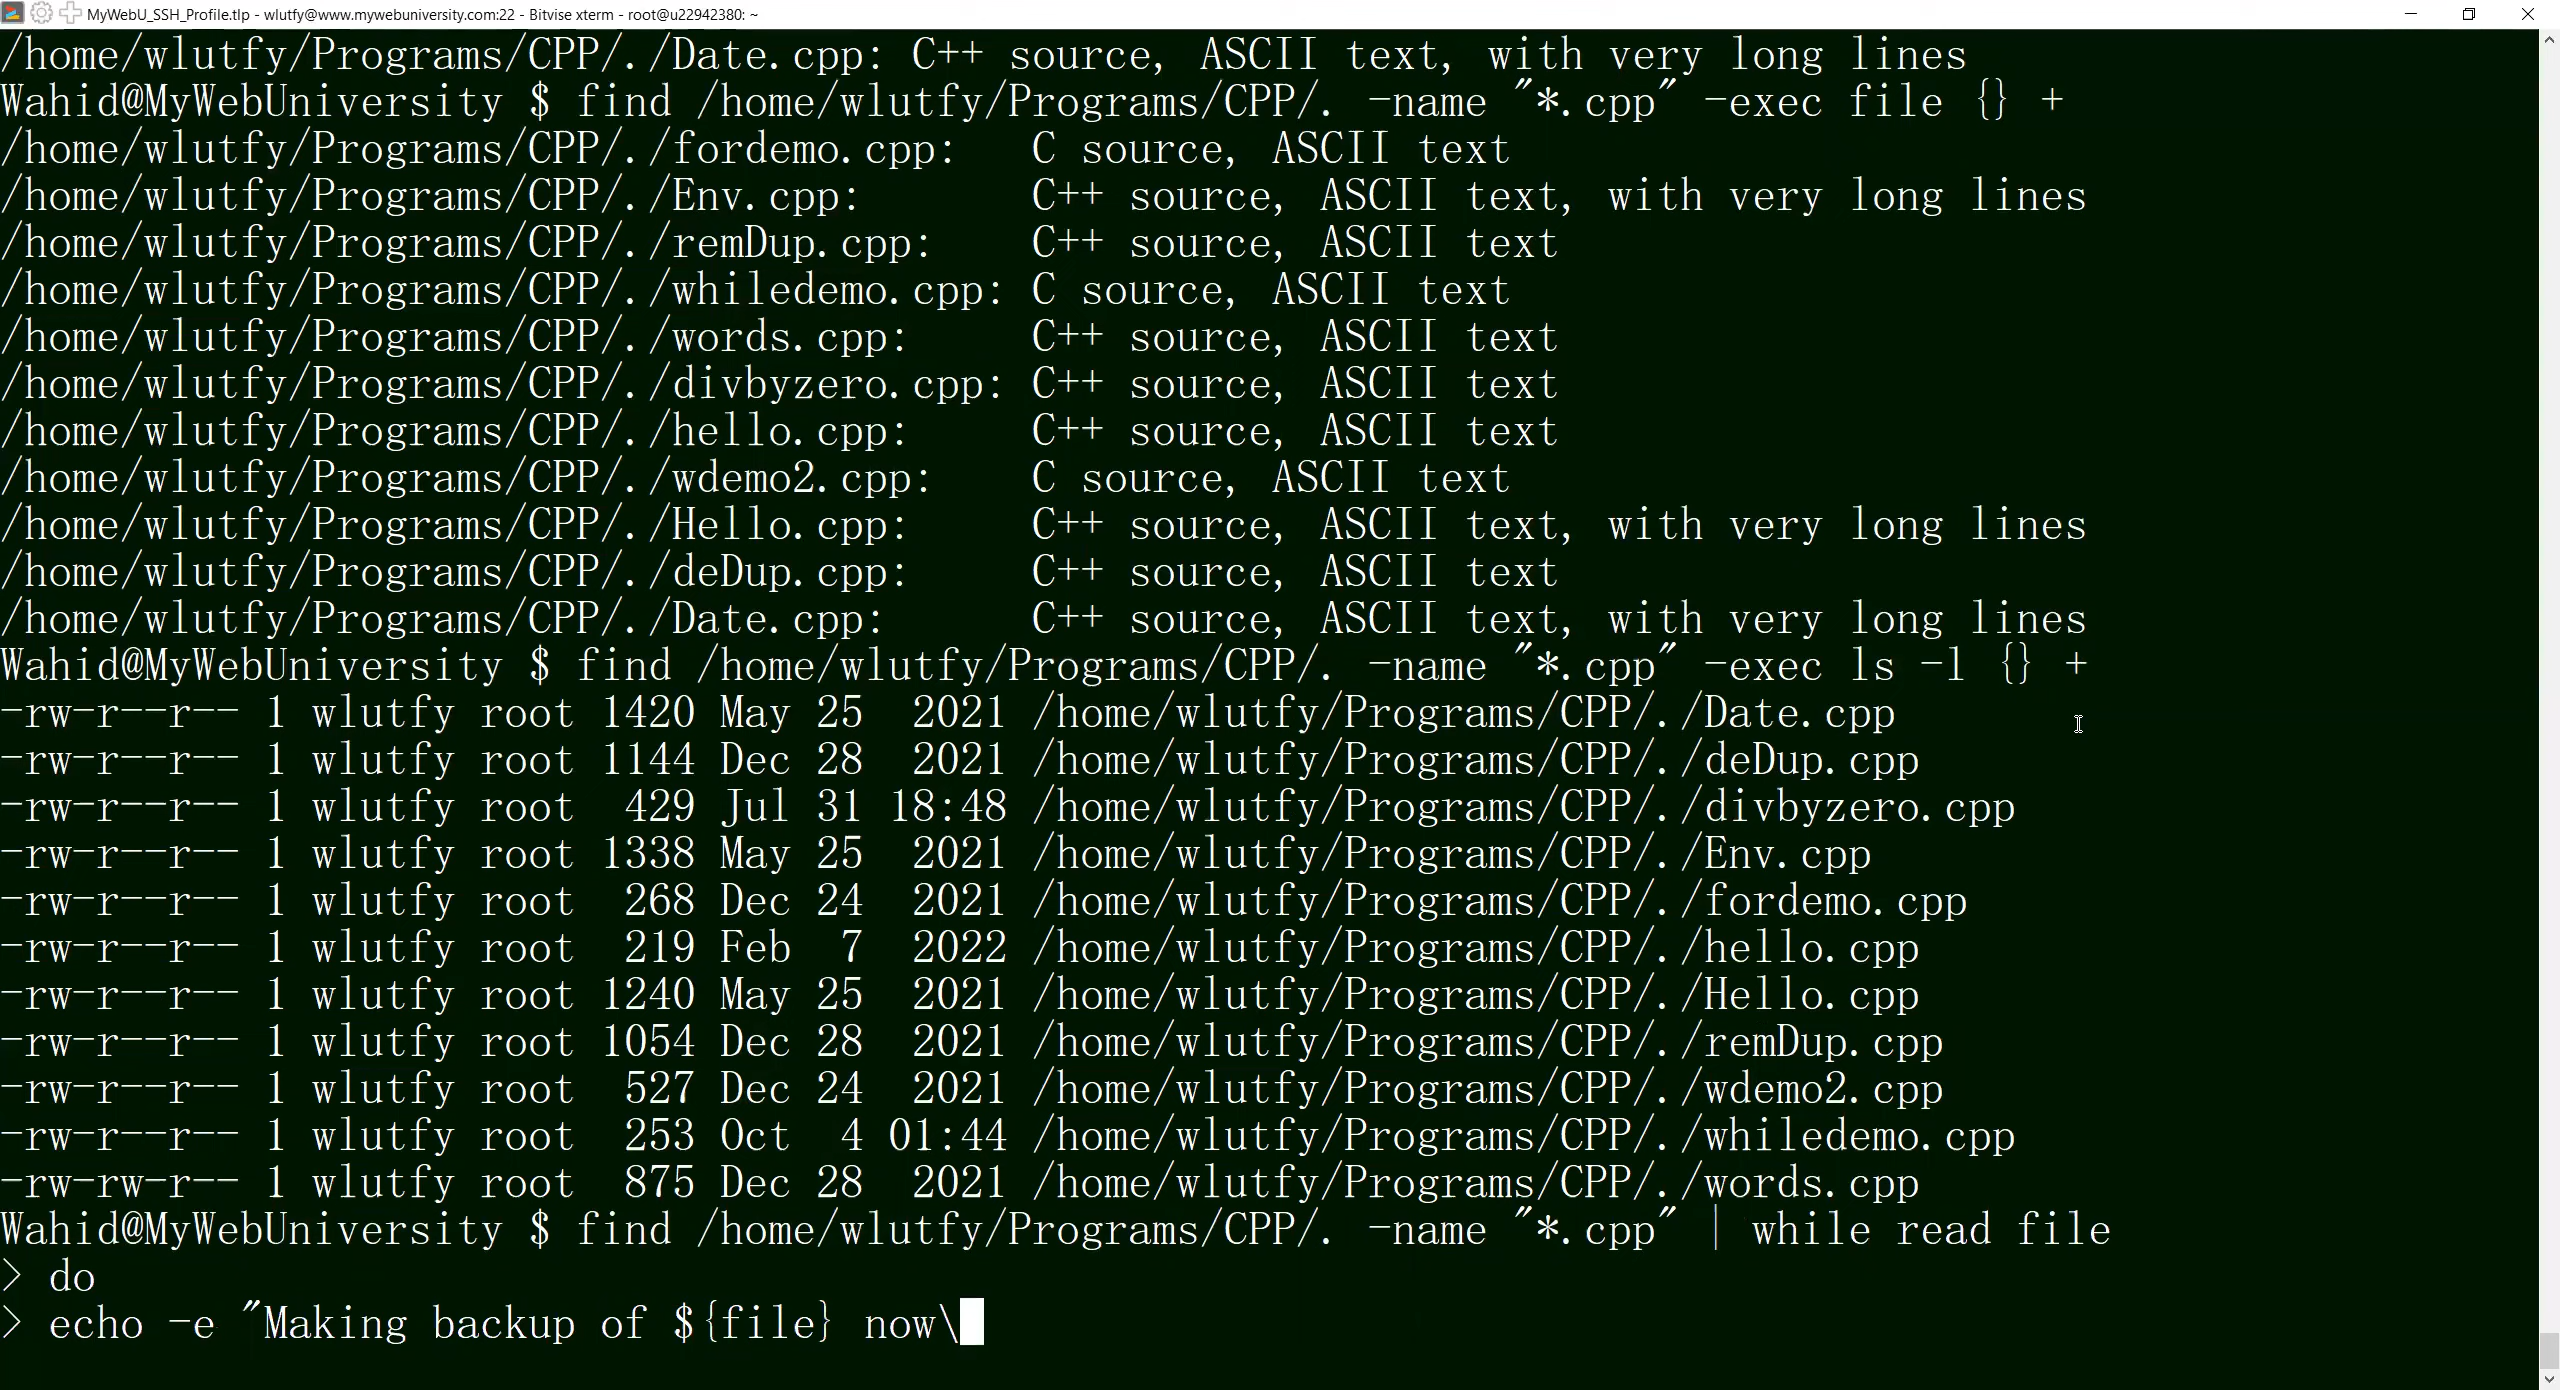 MyWebU_SSH_Profile.tlp - wlutfy@www.mywebuniversity.com:22 - Bitvise xterm - root@u22942380: ~
/home/wlutfy/Programs/CPP/./Date.cpp: C++ source, ASCII text, with very long lines
Wahid@MyWebUniversity $ find /home/wlutfy/Programs/CPP/. -name "*.cpp" -exec file {} +
/home/wlutfy/Programs/CPP/./fordemo.cpp:   C source, ASCII text
/home/wlutfy/Programs/CPP/./Env.cpp:       C++ source, ASCII text, with very long lines
/home/wlutfy/Programs/CPP/./remDup.cpp:    C++ source, ASCII text
/home/wlutfy/Programs/CPP/./whiledemo.cpp: C source, ASCII text
/home/wlutfy/Programs/CPP/./words.cpp:     C++ source, ASCII text
/home/wlutfy/Programs/CPP/./divbyzero.cpp: C++ source, ASCII text
/home/wlutfy/Programs/CPP/./hello.cpp:     C++ source, ASCII text
/home/wlutfy/Programs/CPP/./wdemo2.cpp:    C source, ASCII text
/home/wlutfy/Programs/CPP/./Hello.cpp:     C++ source, ASCII text, with very long lines
/home/wlutfy/Programs/CPP/./deDup.cpp:     C++ source, ASCII text
/home/wlutfy/Programs/CPP/./Date.cpp:      C++ source, ASCII text, with very long lines
Wahid@MyWebUniversity $ find /home/wlutfy/Programs/CPP/. -name "*.cpp" -exec ls -l {} +
-rw-r--r-- 1 wlutfy root 1420 May 25  2021 /home/wlutfy/Programs/CPP/./Date.cpp
-rw-r--r-- 1 wlutfy root 1144 Dec 28  2021 /home/wlutfy/Programs/CPP/./deDup.cpp
-rw-r--r-- 1 wlutfy root  429 Jul 31 18:48 /home/wlutfy/Programs/CPP/./divbyzero.cpp
-rw-r--r-- 1 wlutfy root 1338 May 25  2021 /home/wlutfy/Programs/CPP/./Env.cpp
-rw-r--r-- 1 wlutfy root  268 Dec 24  2021 /home/wlutfy/Programs/CPP/./fordemo.cpp
-rw-r--r-- 1 wlutfy root  219 Feb  7  2022 /home/wlutfy/Programs/CPP/./hello.cpp
-rw-r--r-- 1 wlutfy root 1240 May 25  2021 /home/wlutfy/Programs/CPP/./Hello.cpp
-rw-r--r-- 1 wlutfy root 1054 Dec 28  2021 /home/wlutfy/Programs/CPP/./remDup.cpp
-rw-r--r-- 1 wlutfy root  527 Dec 24  2021 /home/wlutfy/Programs/CPP/./wdemo2.cpp
-rw-r--r-- 1 wlutfy root  253 Oct  4 01:44 /home/wlutfy/Programs/CPP/./whiledemo.cpp
-rw-rw-r-- 1 wlutfy root  875 Dec 28  2021 /home/wlutfy/Programs/CPP/./words.cpp
Wahid@MyWebUniversity $ find /home/wlutfy/Programs/CPP/. -name "*.cpp" | while read file
> do
> echo -e "Making backup of ${file} now\